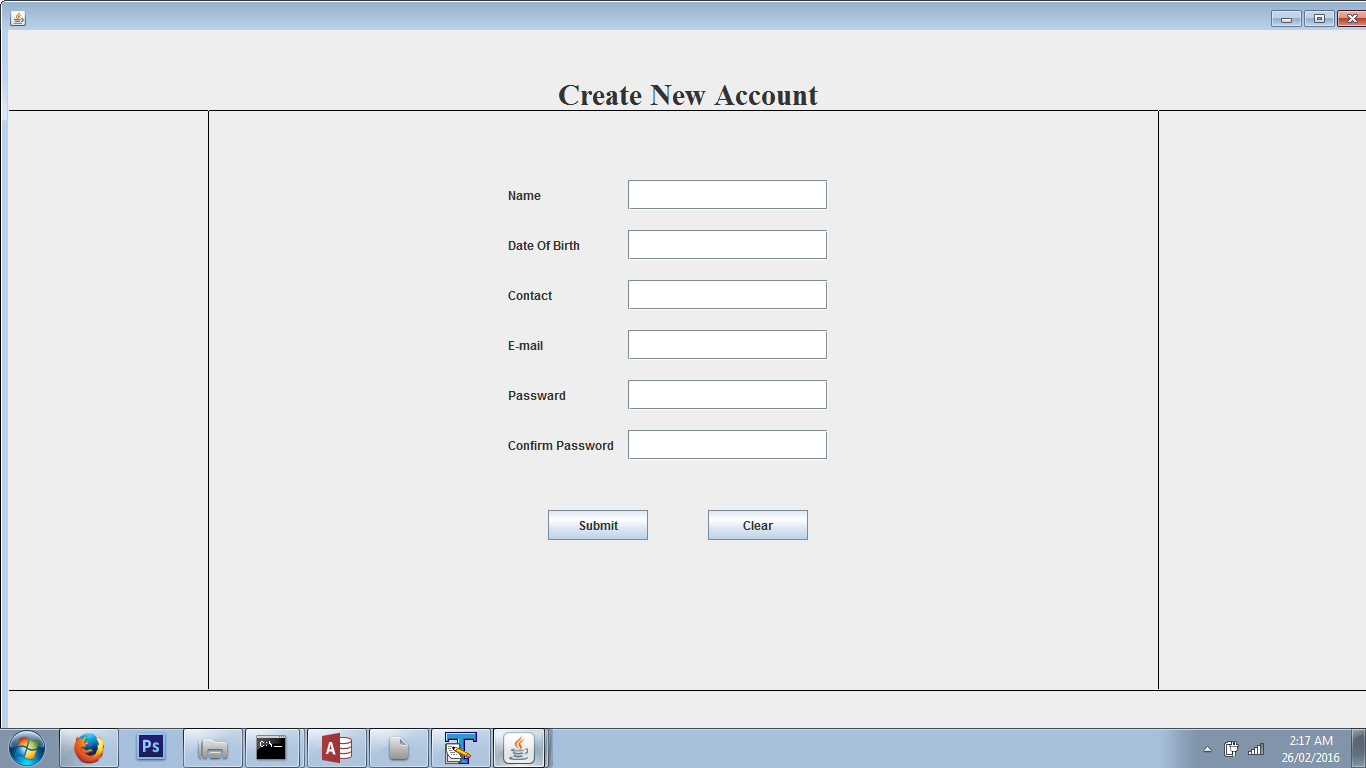 Create New Account
Name
Date Of Birth
Contact
E-mail
Passward
Confirm Password
Submit Clear
Ps
C:\
A
2:17 AM
26/02/2016